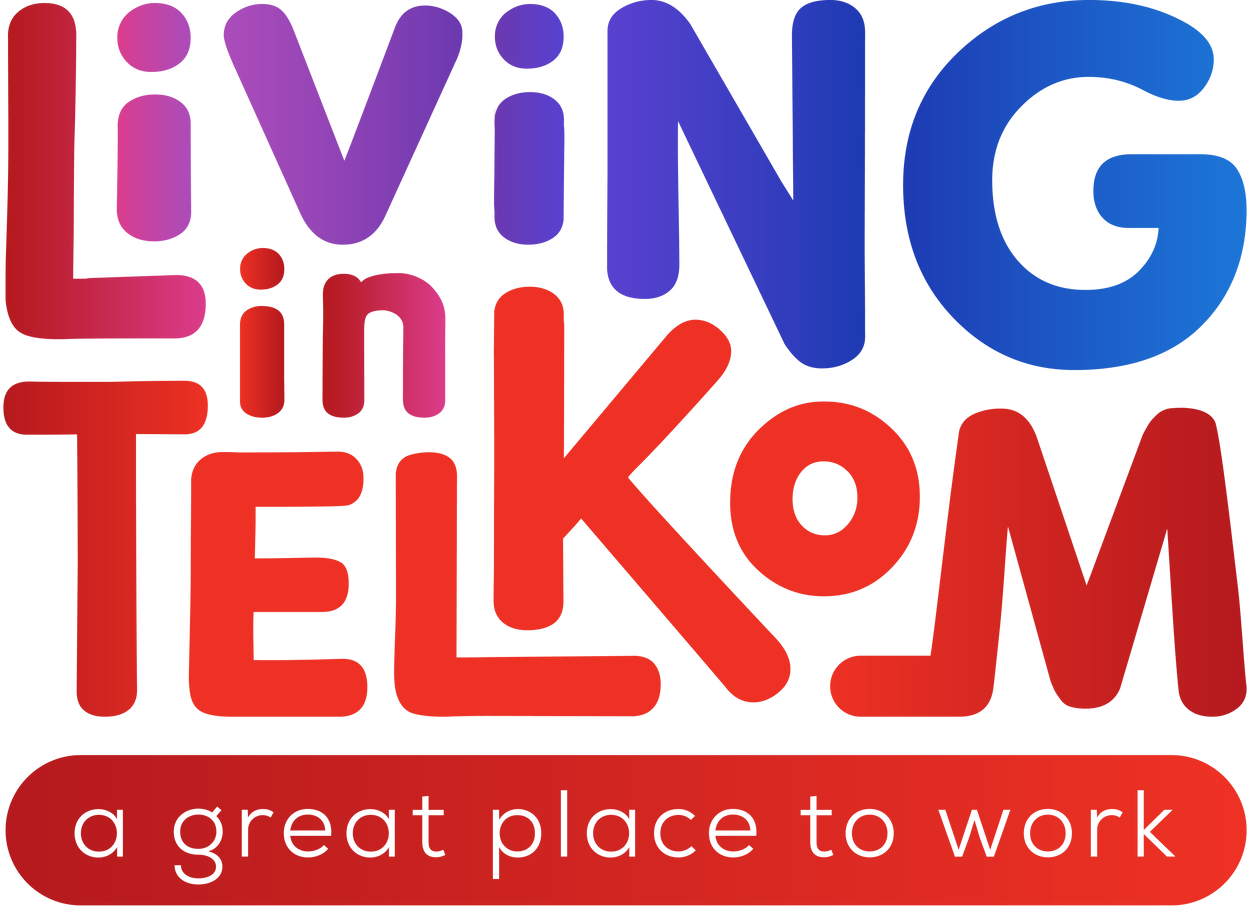 LiViNG
in
TELKOM
a great place to work